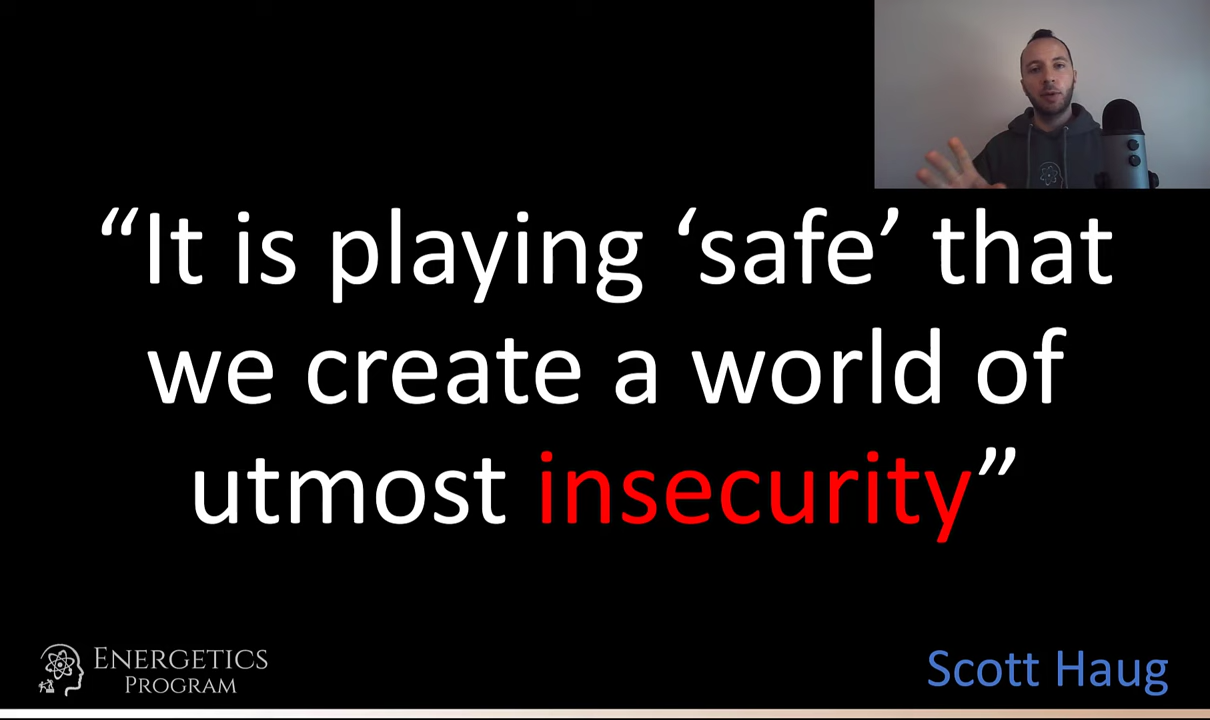 “It is playing ‘safe’ that
we create a world of
utmost insecurity”
ENERGETICS
PROGRAM
Scott Haug